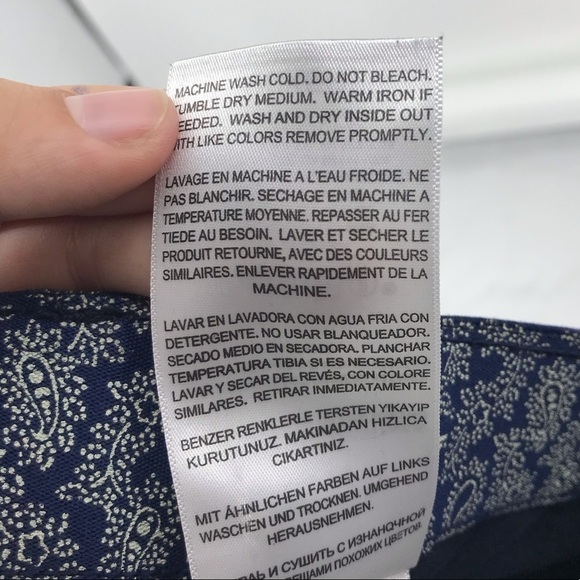 MACHINE WASH COLD. DO NOT BLEACH.
TUMBLE DRY MEDIUM. WARM IRON IF
NEEDED. WASH AND DRY INSIDE OUT
WITH LIKE COLORS REMOVE PROMPTLY.
LAVAGE EN MACHINE A L'EAU FROIDE. NE
PAS BLANCHIR. SECHAGE EN MACHINE A
TEMPERATURE MOYENNE. REPASSER AU FER
TIEDE AU BESOIN. LAVER ET SECHER LE
PRODUIT RETOURNE, AVEC DES COULEURS
SIMILAIRES. ENLEVER RAPIDEMENT DE LA
MACHINE.
LAVAR EN LAVADORA CON AGUA FRIA CON
DETERGENTE. NO USAR BLANQUEADOR.
SECADO MEDIO EN SECADORA. PLANCHAR
TEMPERATURA TIBIA SI ES NECESARIO.
LAVAR Y SECAR DEL REVÉS, CON COLORE
SIMILARES. RETIRAR INMEDIATAMENTE.
BENZER RENKLERLE TERSTEN YIKAYIP
KURUTUNUZ. MAKINADAN HIZLICA
CIKARTINIZ.
MIT ÄHNLICHEN FARBEN AUF LINKS
WASCHEN UND TROCKNEN. UMGEHEND
HERAUSNEHMEN.
И СУШИТЬ С ИЗНАНОЧНОЙ
ВЕЩАМИ ПОХОЖИХ ЦВЕТОВ.